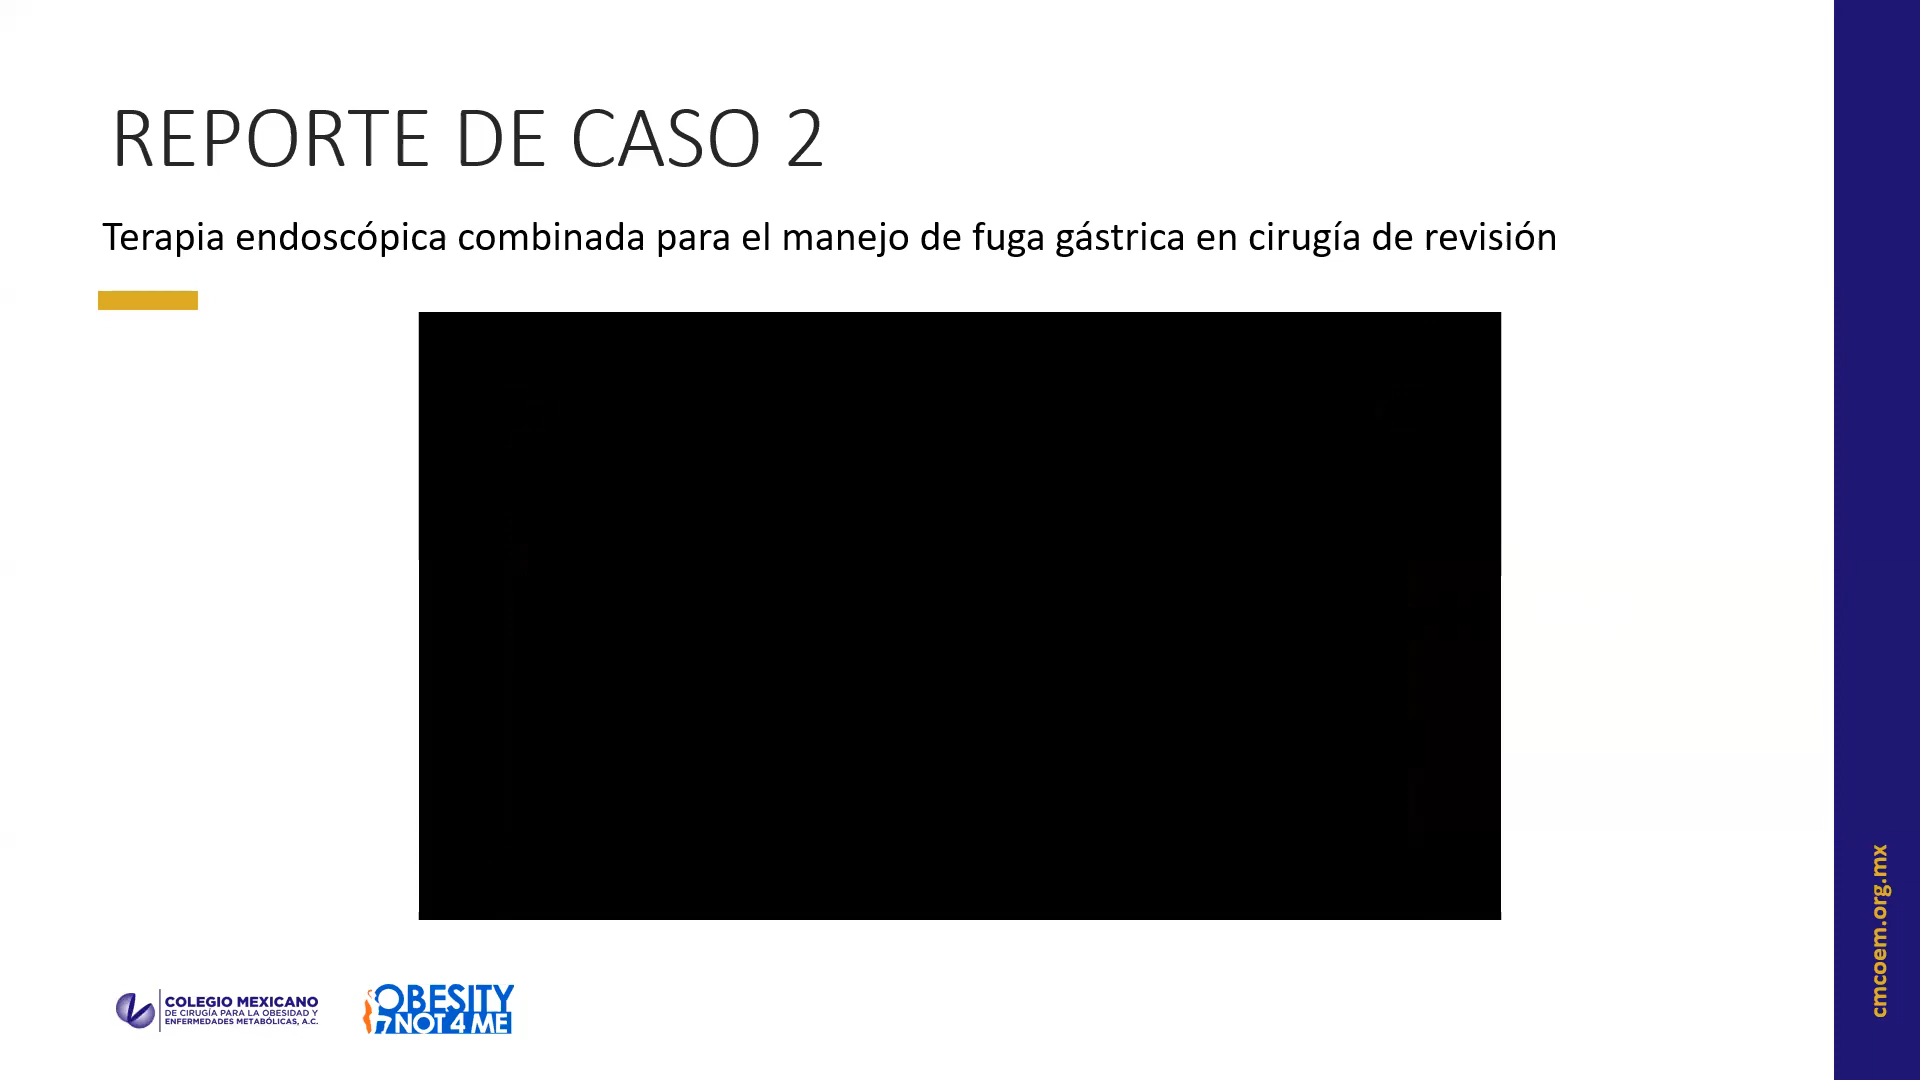 REPORTE DE CASO 2
Terapia endoscópica combinada para el manejo de fuga gástrica en cirugía de revisión
COLEGIO MEXICANO
DE CIRUGÍA PARA LA OBESIDAD Y
ENFERMEDADES METABÓLICAS, A.C.
OBESITY
NOT 4 ME
cmcoem.org.mx